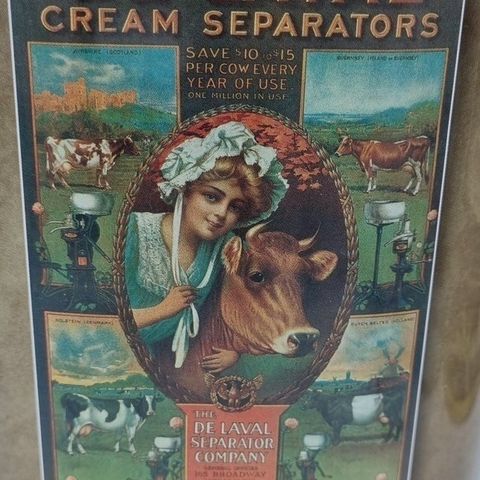 CREAM SEPARATORS
SAVE $10 TO $15
PER COW EVERY
YEAR OF USE.
ONE MILLION IN USE.
AYRSHIRE (SCOTLAND)
GUERNSEY (ISLAND OF GUERNSEY)
HOLSTEIN (DENMARK)
DUTCH BELTED (HOLLAND)
THE
DE LAVAL
SEPARATOR
COMPANY
GENERAL OFFICES
165 BROADWAY